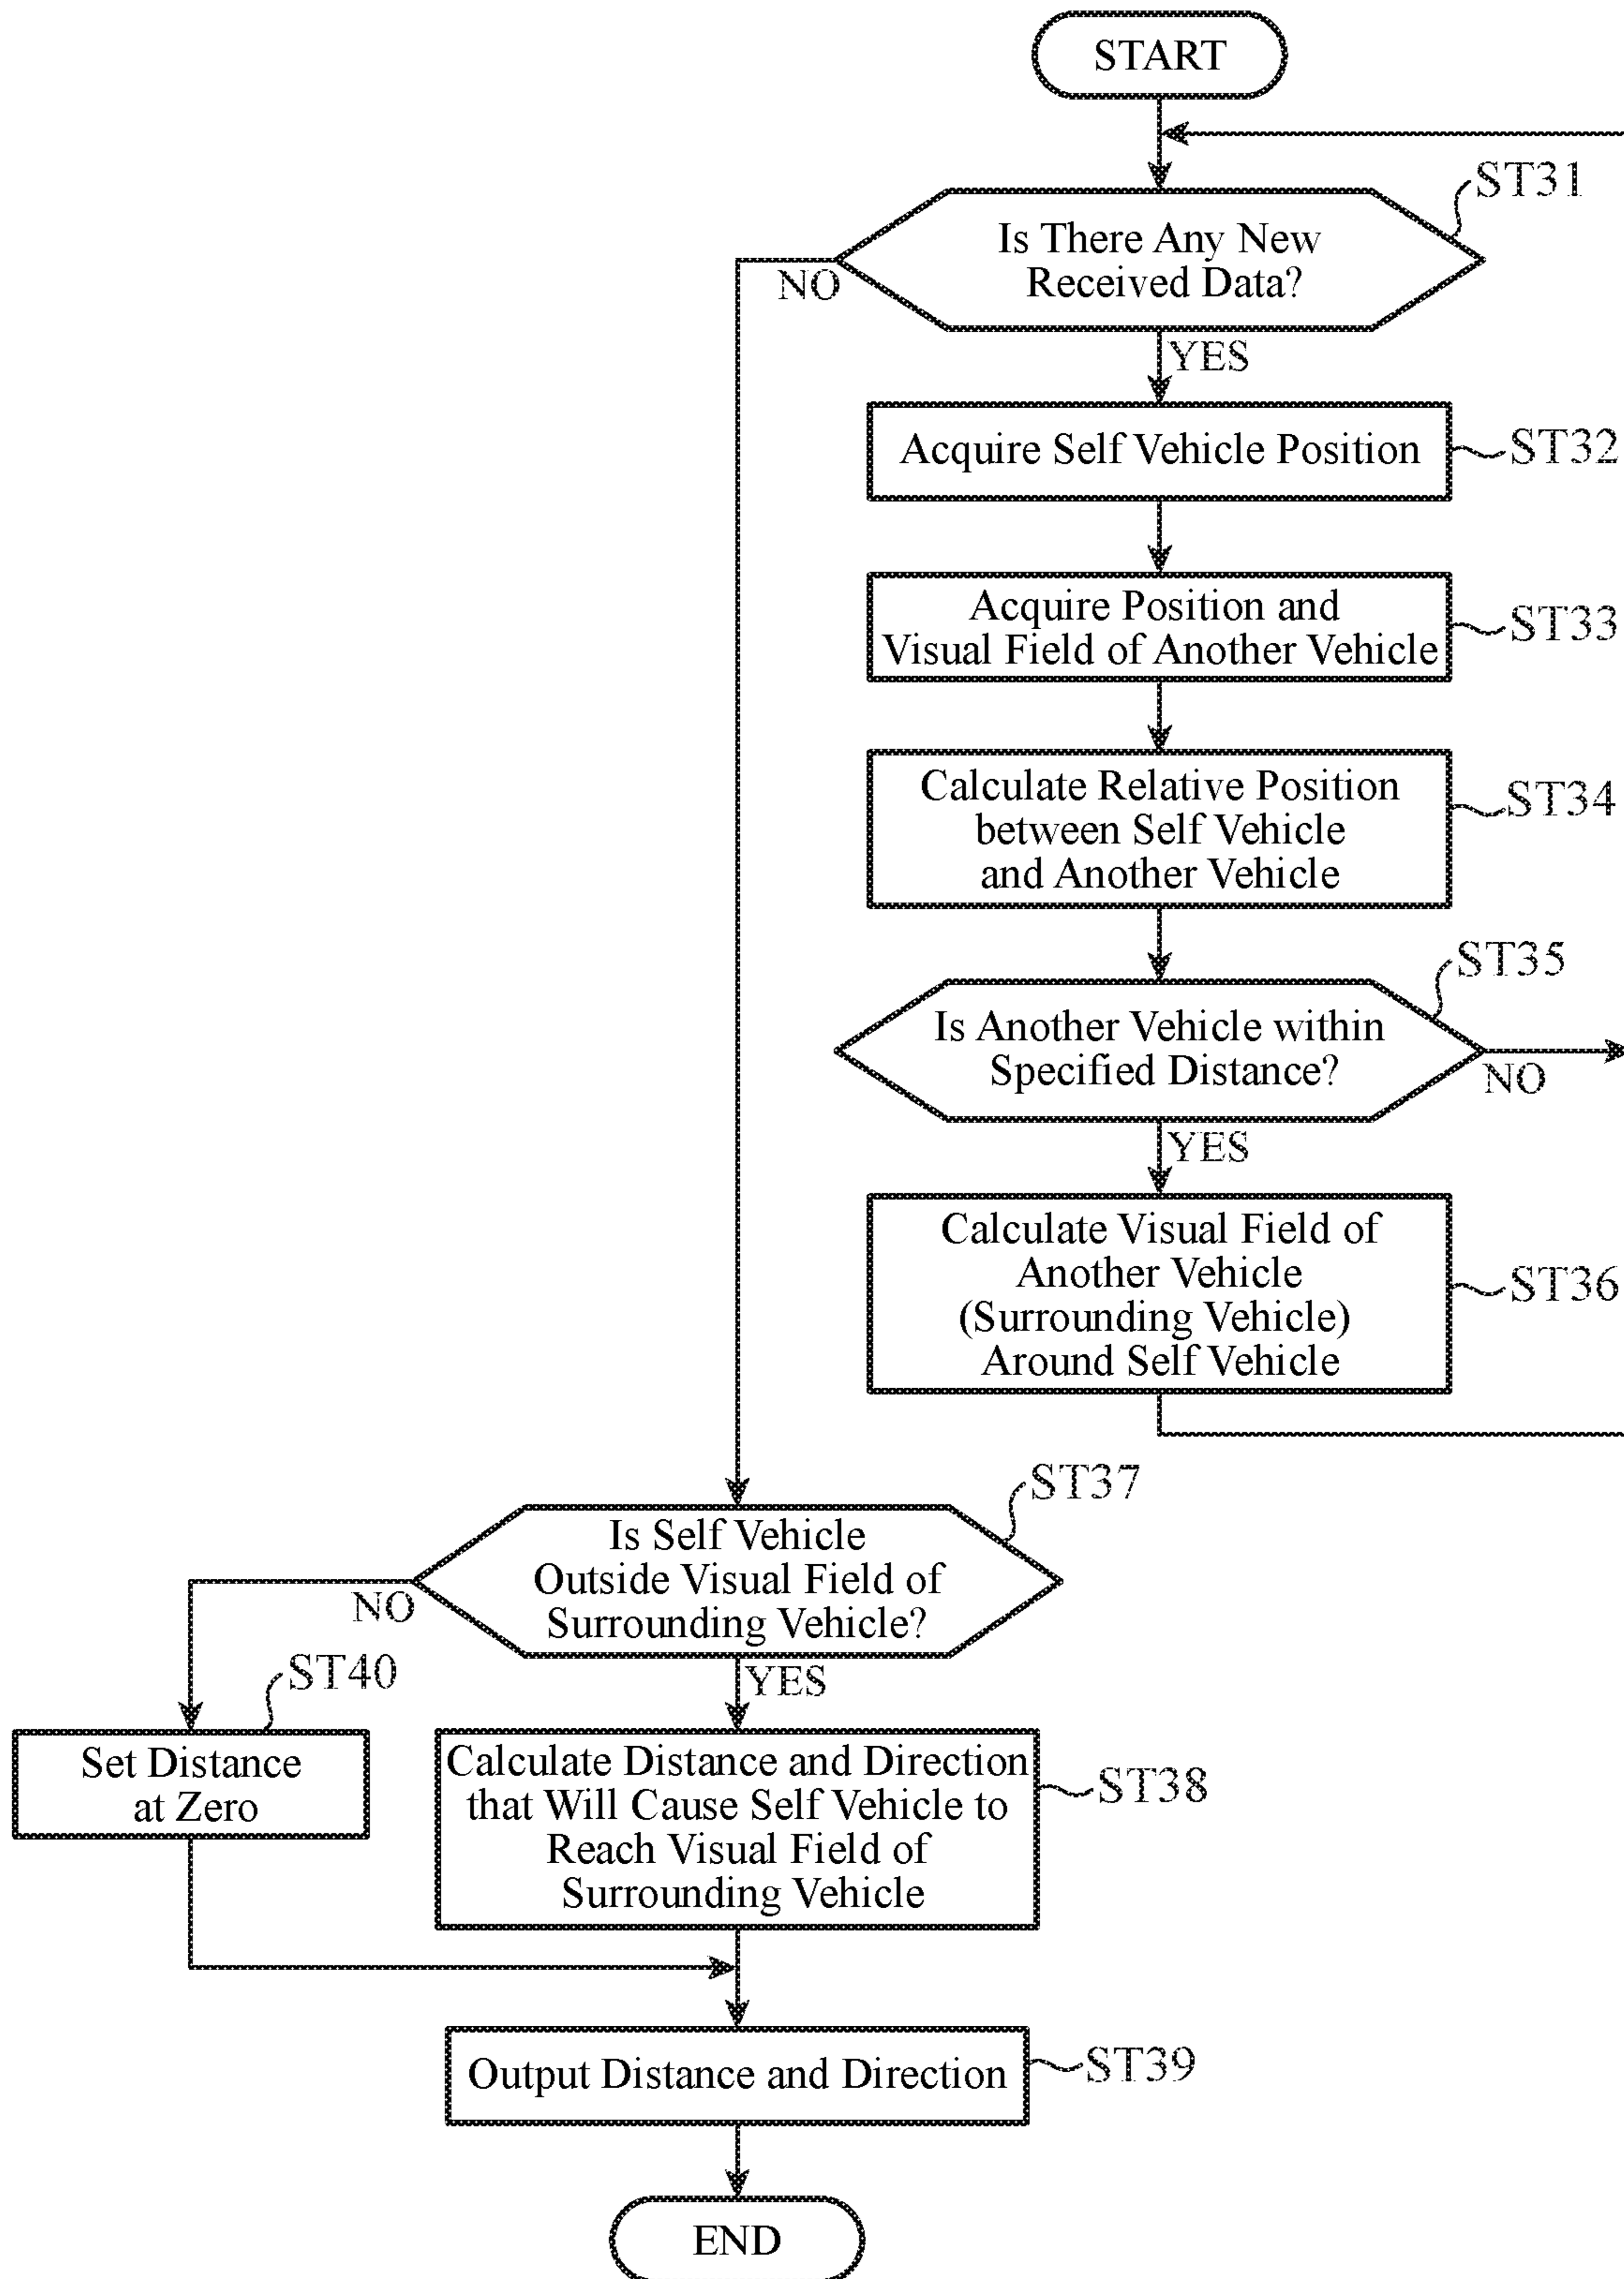 START
ST31
Is There Any New
Received Data?
NO
YES
Acquire Self Vehicle Position
ST32
Acquire Position and
Visual Field of Another Vehicle
ST33
Calculate Relative Position
between Self Vehicle
and Another Vehicle
ST34
ST35
Is Another Vehicle within
Specified Distance?
NO
YES
Calculate Visual Field of
Another Vehicle
(Surrounding Vehicle)
Around Self Vehicle
ST36
ST37
Is Self Vehicle
Outside Visual Field of
Surrounding Vehicle?
NO
YES
ST40
Set Distance
at Zero
Calculate Distance and Direction
that Will Cause Self Vehicle to
Reach Visual Field of
Surrounding Vehicle
ST38
Output Distance and Direction
ST39
END